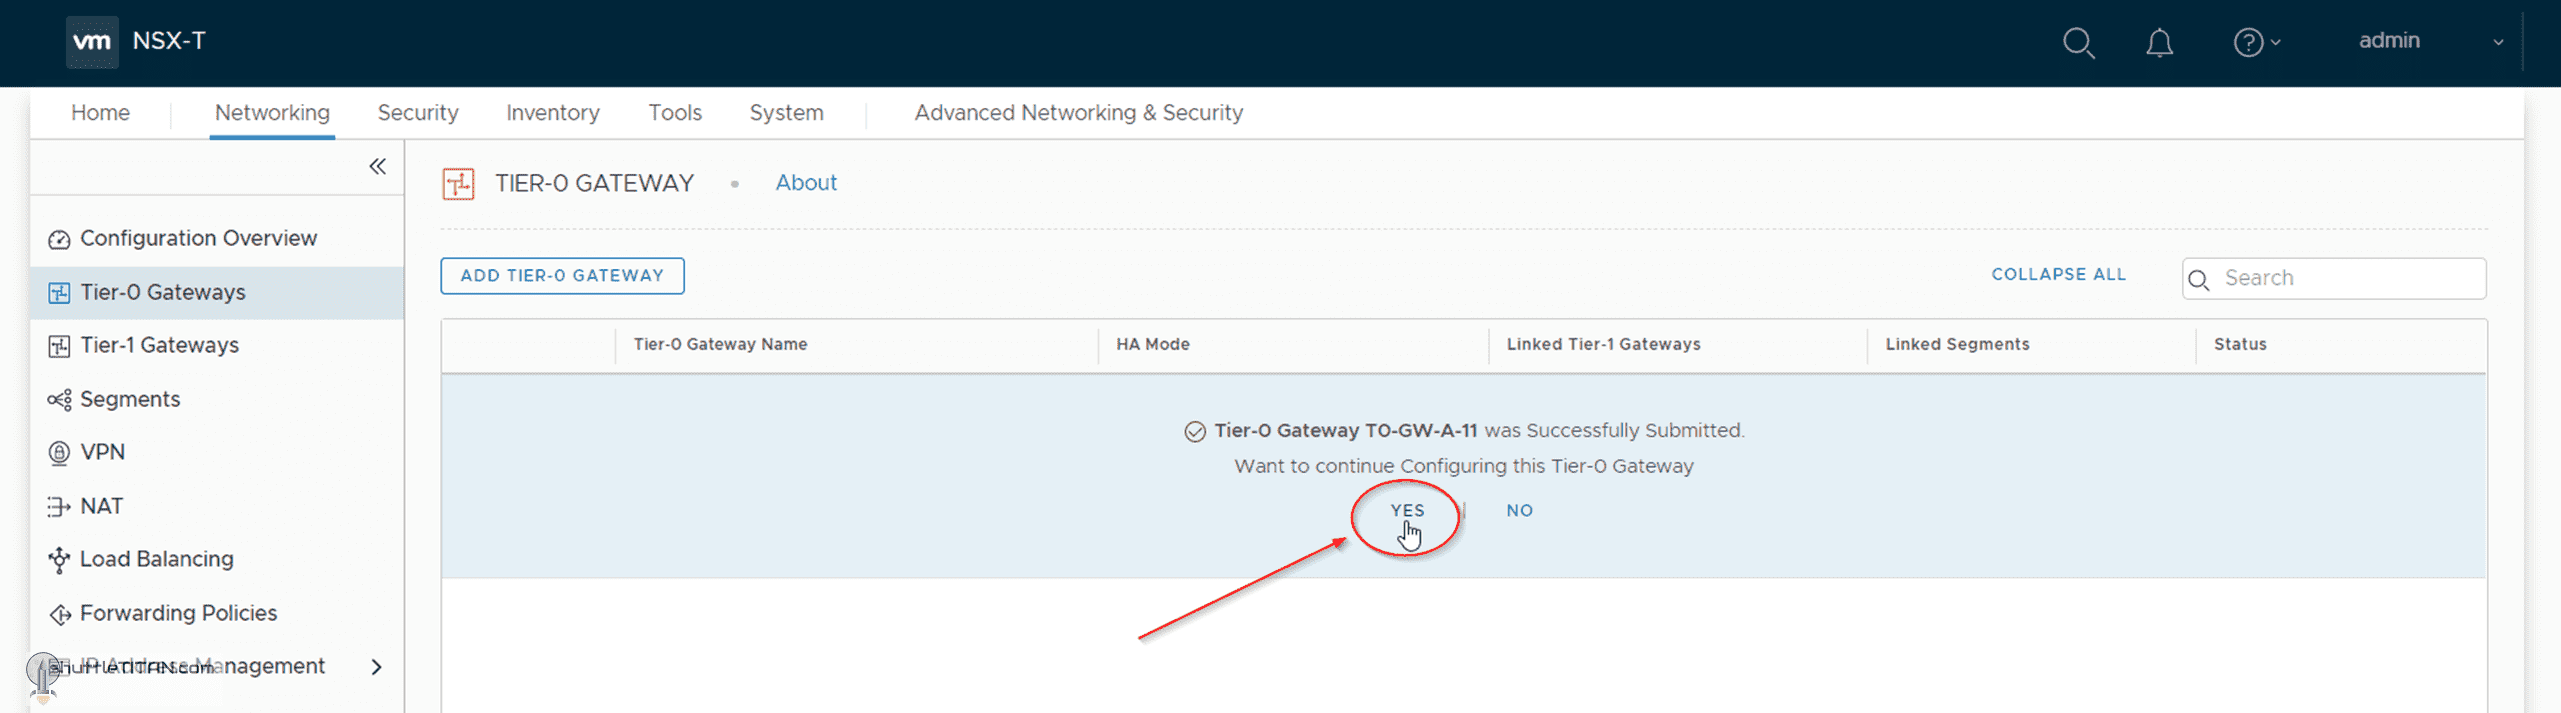 vm NSX-T admin
Home Networking Security Inventory Tools System Advanced Networking & Security
TIER-0 GATEWAY • About
Configuration Overview
Tier-0 Gateways
Tier-1 Gateways
Segments
VPN
NAT
Load Balancing
Forwarding Policies
IP Address Management
shuffleTITAN.com
ADD TIER-0 GATEWAY COLLAPSE ALL Search
Tier-0 Gateway Name HA Mode Linked Tier-1 Gateways Linked Segments Status
Tier-0 Gateway T0-GW-A-11 was Successfully Submitted.
Want to continue Configuring this Tier-0 Gateway
YES NO